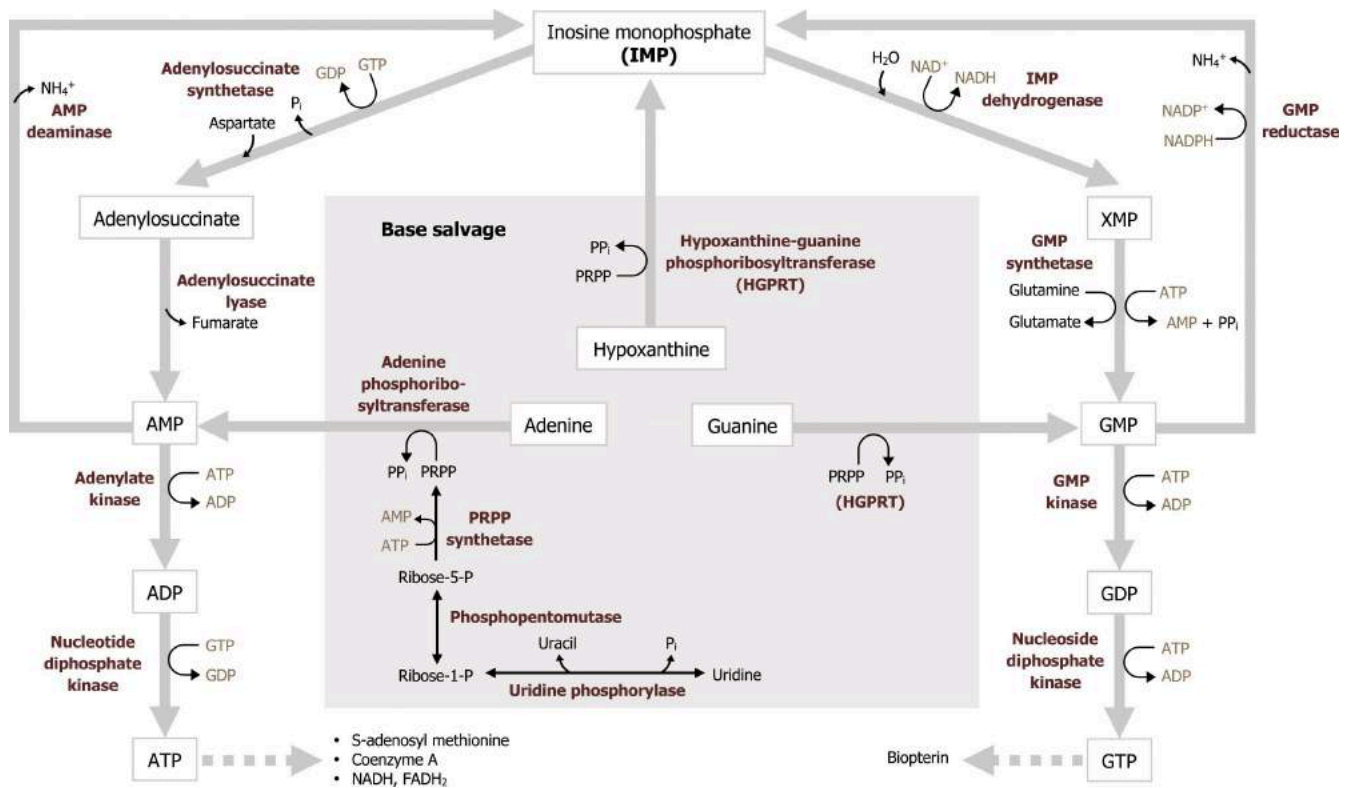 Inosine monophosphate
(IMP)
NH₄⁺
AMP
deaminase
Adenylosuccinate
synthetase
GDP
GTP
Pᵢ
Aspartate
H₂O
NAD⁺
NADH
IMP
dehydrogenase
NH₄⁺
NADP⁺
NADPH
GMP
reductase
Adenylosuccinate
Base salvage
XMP
PPᵢ
PRPP
Hypoxanthine-guanine
phosphoribosyltransferase
(HGPRT)
GMP
synthetase
Glutamine
Glutamate
ATP
AMP + PPᵢ
Adenylosuccinate
lyase
Fumarate
Hypoxanthine
Adenine
phosphoribo-
syltransferase
AMP
Adenine
Guanine
GMP
PPᵢ
PRPP
PRPP
PPᵢ
(HGPRT)
Adenylate
kinase
ATP
ADP
AMP
ATP
PRPP
synthetase
GMP
kinase
ATP
ADP
Ribose-5-P
ADP
GDP
Phosphopentomutase
Nucleotide
diphosphate
kinase
GTP
GDP
Uracil
Pᵢ
Ribose-1-P
Uridine
Uridine phosphorylase
Nucleoside
diphosphate
kinase
ATP
ADP
ATP
• S-adenosyl methionine
• Coenzyme A
• NADH, FADH₂
Biopterin
GTP